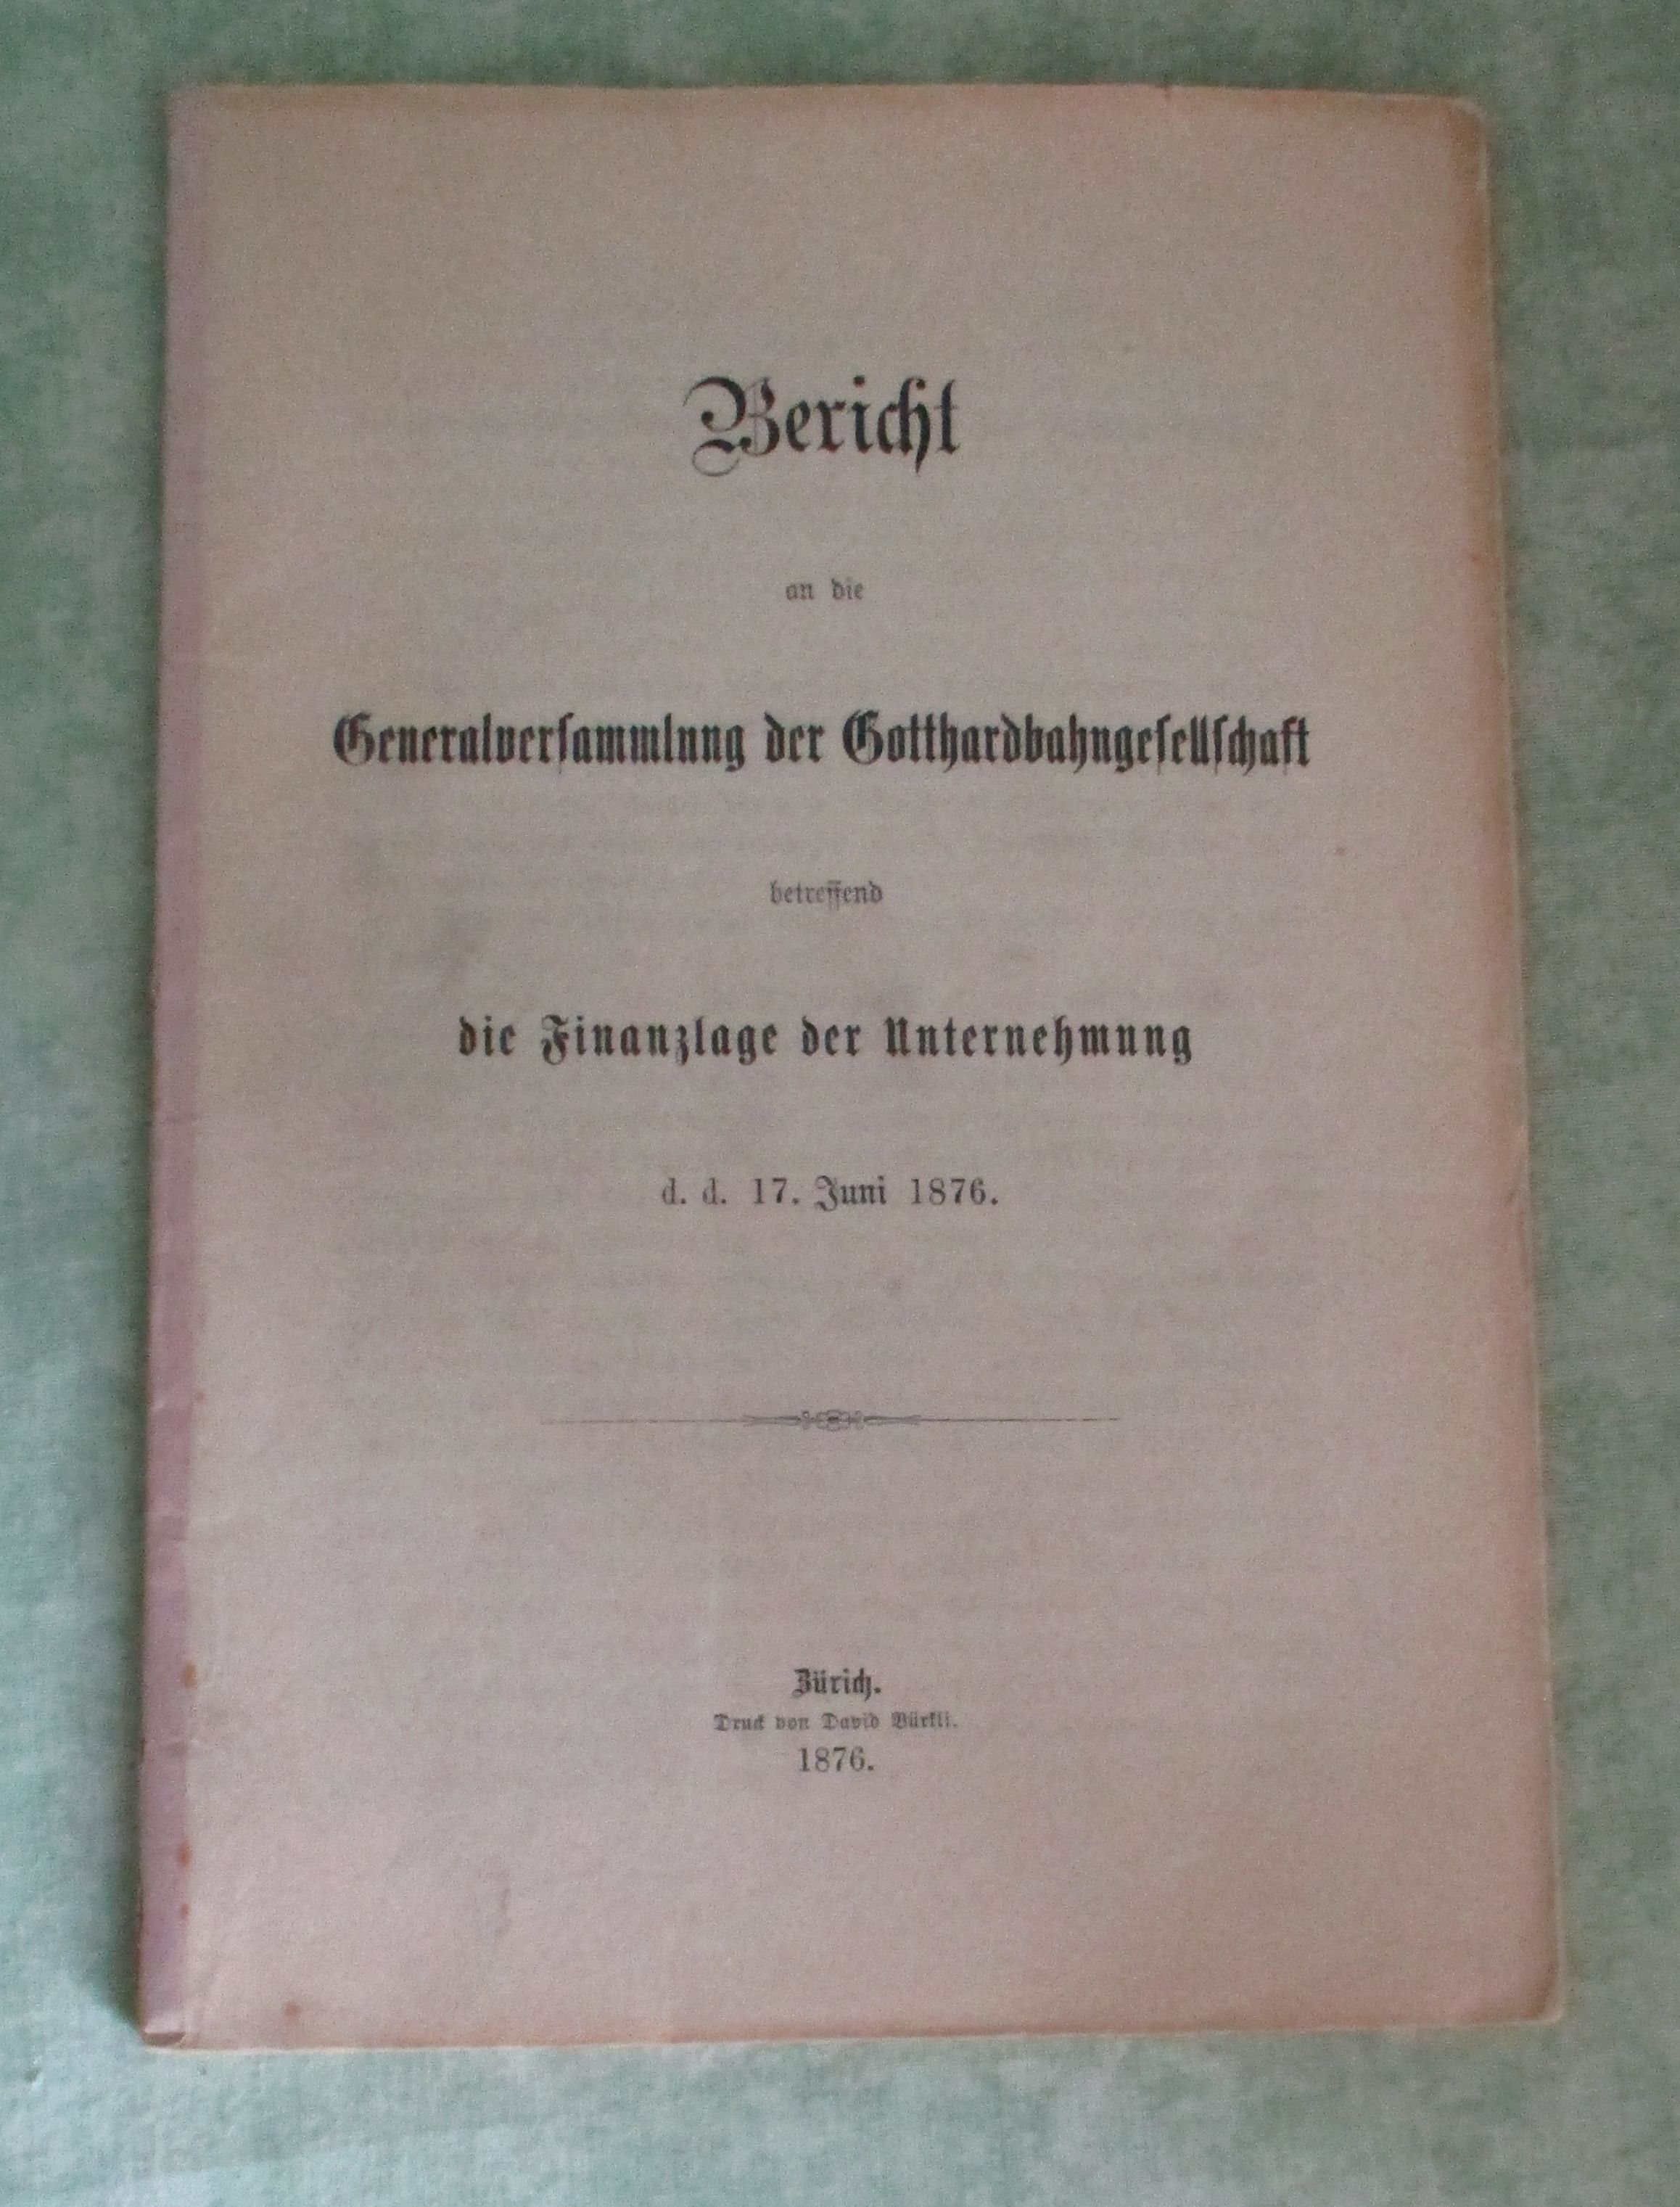 Bericht
an die
Generalversammlung der Gotthardbahngesellschaft
betreffend
die Finanzlage der Unternehmung
d. d. 17. Juni 1876.
Zürich.
Druck von David Bürkli.
1876.